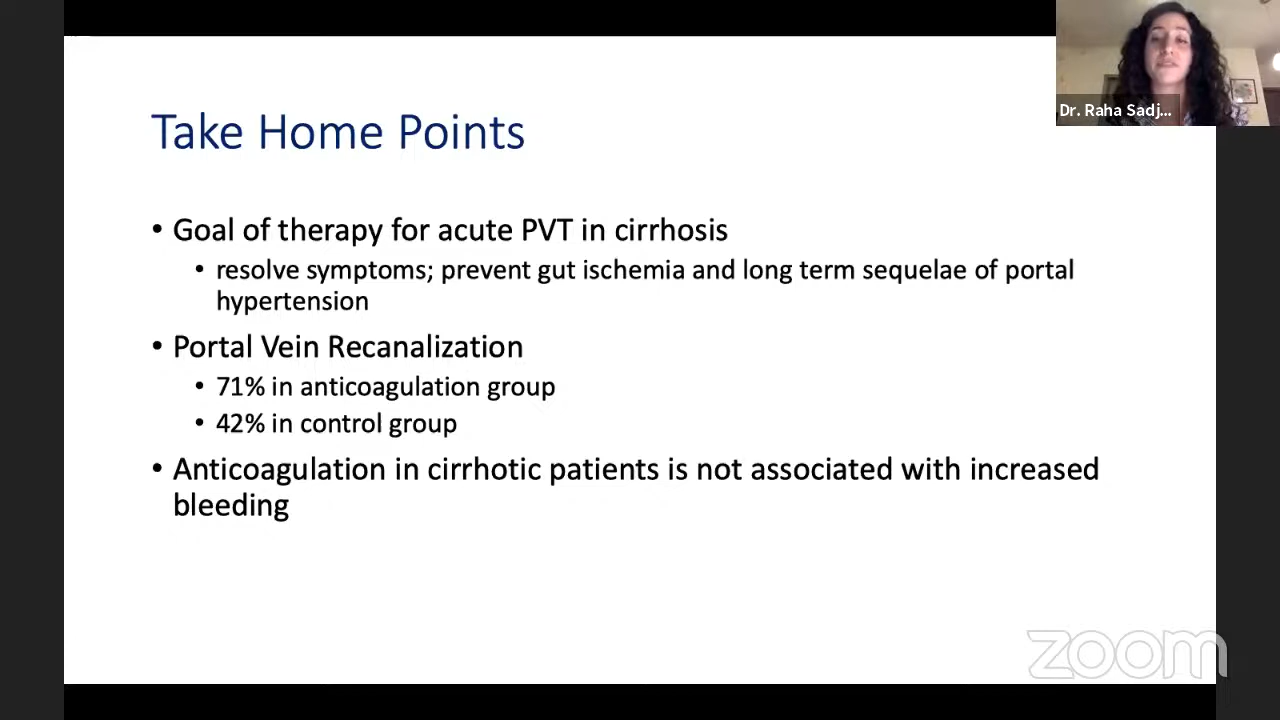 Take Home Points
Dr. Raha Sadj...
• Goal of therapy for acute PVT in cirrhosis
• resolve symptoms; prevent gut ischemia and long term sequelae of portal
hypertension
• Portal Vein Recanalization
• 71% in anticoagulation group
• 42% in control group
• Anticoagulation in cirrhotic patients is not associated with increased
bleeding
zoom